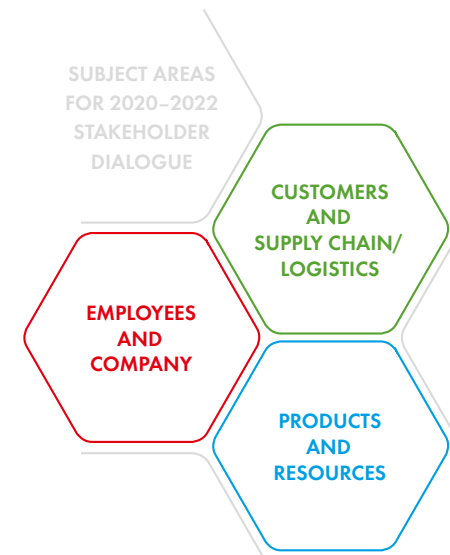 SUBJECT AREAS
FOR 2020–2022
STAKEHOLDER
DIALOGUE
CUSTOMERS
AND
SUPPLY CHAIN/
LOGISTICS
EMPLOYEES
AND
COMPANY
PRODUCTS
AND
RESOURCES